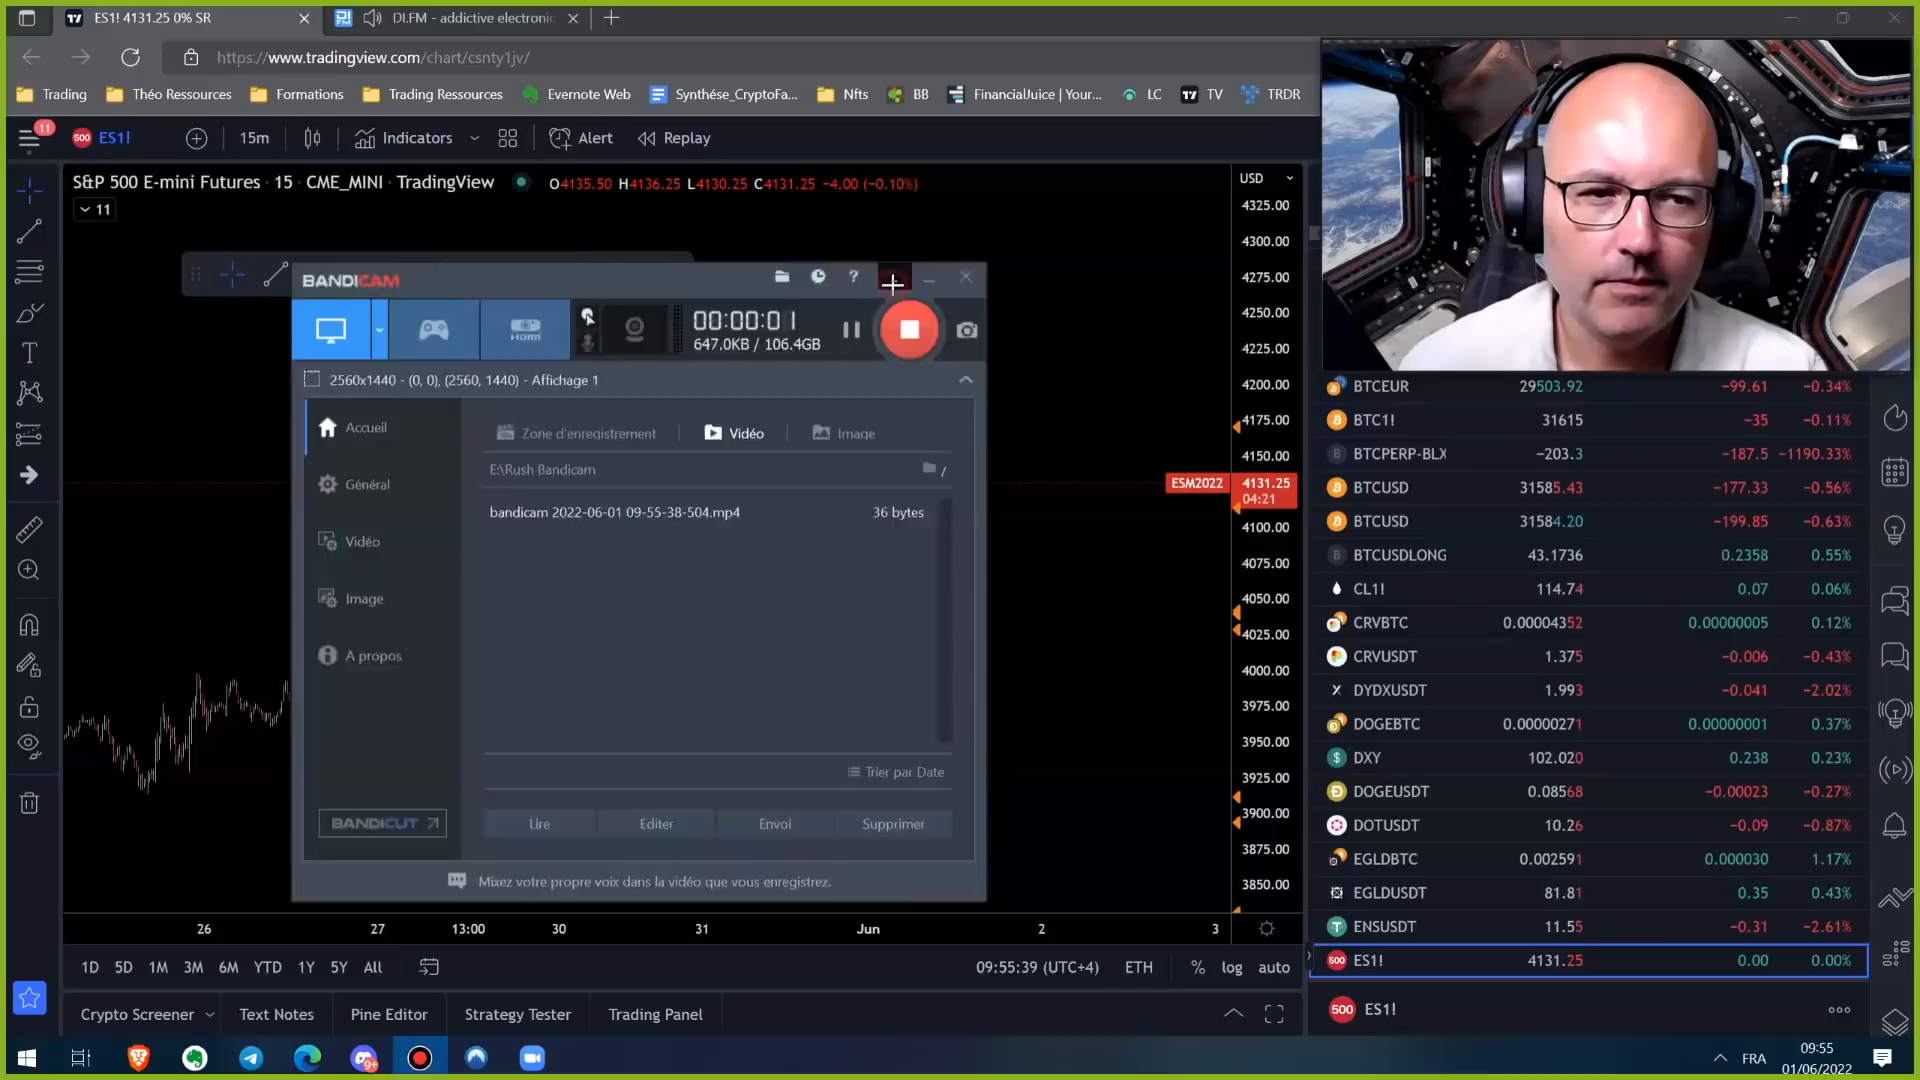 ES1! 4131.25 0% SR
DI.FM - addictive electronic
https://www.tradingview.com/chart/csnty1jv/
Trading
Théo Ressources
Formations
Trading Ressources
Evernote Web
Synthése_CryptoFa...
Nfts
BB
FinancialJuice | Your...
LC
TV
TRDR
11
500 ES1!
15m
Indicators
Alert
Replay
S&P 500 E-mini Futures · 15 · CME_MINI · TradingView
O4135.50 H4136.25 L4130.25 C4131.25 −4.00 (−0.10%)
11
USD
4325.00
4300.00
4275.00
4250.00
4225.00
4200.00
4175.00
4150.00
ESM2022 4131.25
04:21
4100.00
4075.00
4050.00
4025.00
4000.00
3975.00
3950.00
3925.00
3900.00
3875.00
3850.00
BANDICAM
?
HDMI
00:00:01
647.0KB / 106.4GB
2560x1440 - (0, 0), (2560, 1440) - Affichage 1
Accueil
Général
Vidéo
Image
A propos
BANDICUT
Zone d'enregistrement
Vidéo
Image
E:\Rush Bandicam
/
bandicam 2022-06-01 09-55-38-504.mp4
36 bytes
Trier par Date
Lire
Editer
Envoi
Supprimer
Mixez votre propre voix dans la vidéo que vous enregistrez.
26
27
13:00
30
31
Jun
2
3
1D 5D 1M 3M 6M YTD 1Y 5Y All
09:55:39 (UTC+4)
ETH
%
log
auto
Crypto Screener
Text Notes
Pine Editor
Strategy Tester
Trading Panel
BTCEUR 29503.92 −99.61 −0.34%
BTC1! 31615 −35 −0.11%
BTCPERP-BLX −203.3 −187.5 −1190.33%
BTCUSD 31585.43 −177.33 −0.56%
BTCUSD 31584.20 −199.85 −0.63%
BTCUSDLONG 43.1736 0.2358 0.55%
CL1! 114.74 0.07 0.06%
CRVBTC 0.00004352 0.00000005 0.12%
CRVUSDT 1.375 −0.006 −0.43%
DYDXUSDT 1.993 −0.041 −2.02%
DOGEBTC 0.00000271 0.00000001 0.37%
DXY 102.020 0.238 0.23%
DOGEUSDT 0.08568 −0.00023 −0.27%
DOTUSDT 10.26 −0.09 −0.87%
EGLDBTC 0.002591 0.000030 1.17%
EGLDUSDT 81.81 0.35 0.43%
ENSUSDT 11.55 −0.31 −2.61%
500 ES1! 4131.25 0.00 0.00%
500 ES1!
9+
FRA
09:55
01/06/2022